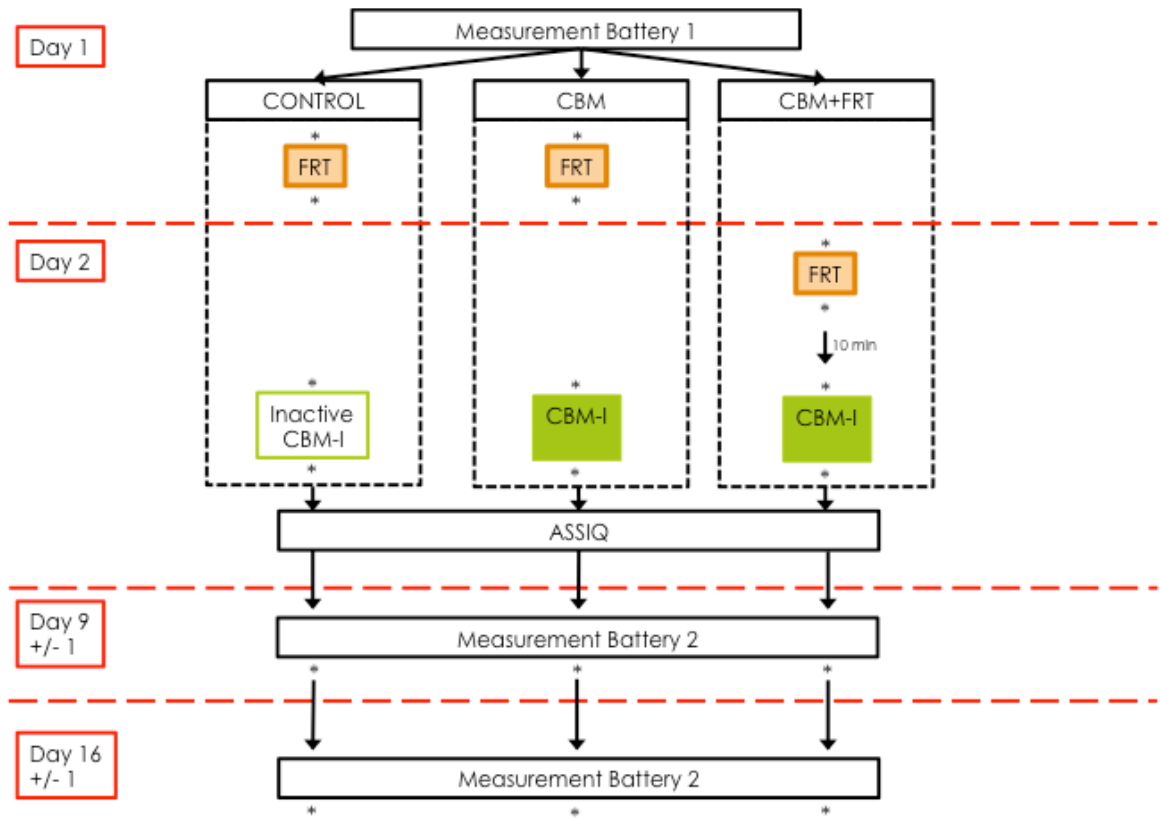 Day 1
Measurement Battery 1
CONTROL
CBM
CBM+FRT
*
*
FRT
FRT
*
*
Day 2
*
FRT
*
10 min
*
*
*
Inactive
CBM-I
CBM-I
CBM-I
*
*
*
ASSIQ
Day 9
+/- 1
Measurement Battery 2
*
*
*
Day 16
+/- 1
Measurement Battery 2
*
*
*